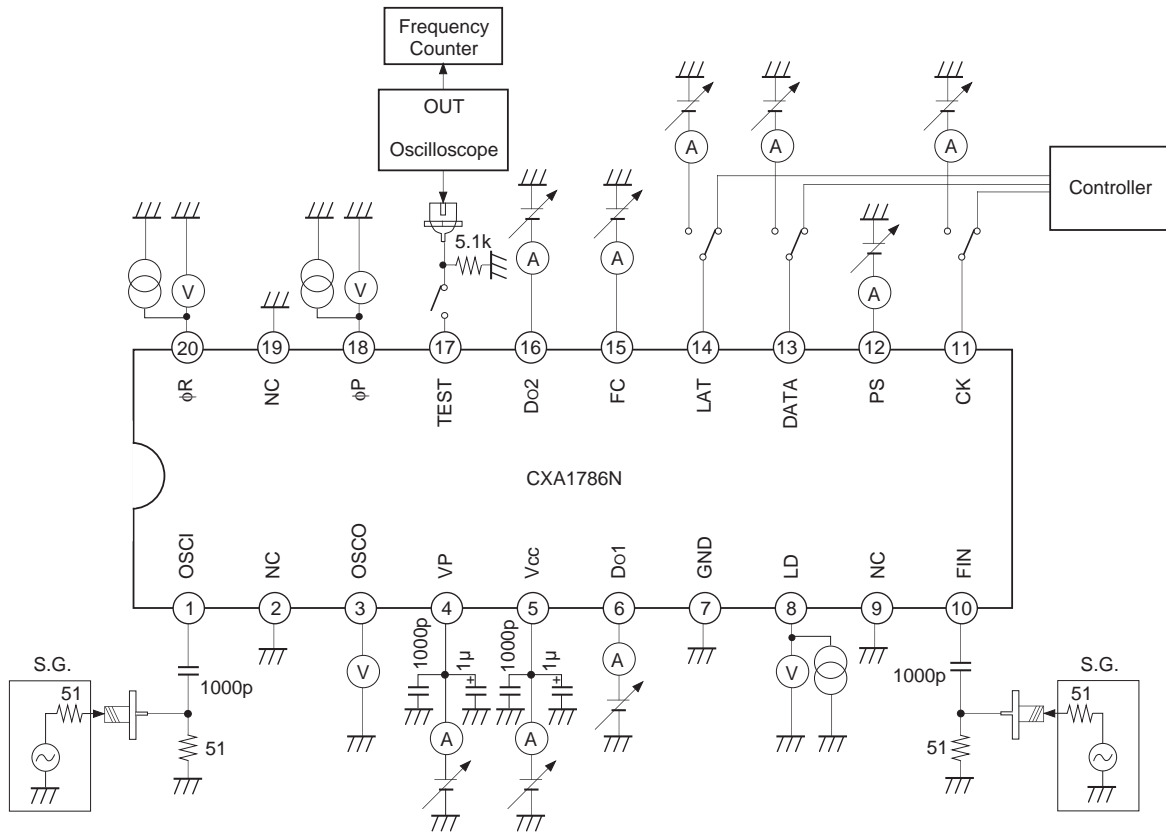 Frequency
Counter
OUT
Oscilloscope
A
A
A
Controller
5.1k
A
A
A
V
V
20
19
18
17
16
15
14
13
12
11
ϕR
NC
ϕP
TEST
Do2
FC
LAT
DATA
PS
CK
CXA1786N
OSCI
NC
OSCO
VP
Vcc
Do1
GND
LD
NC
FIN
1
2
3
4
5
6
7
8
9
10
1000p
1µ
+
1000p
1µ
+
S.G.
51
1000p
51
V
A
A
A
V
1000p
51
S.G.
51